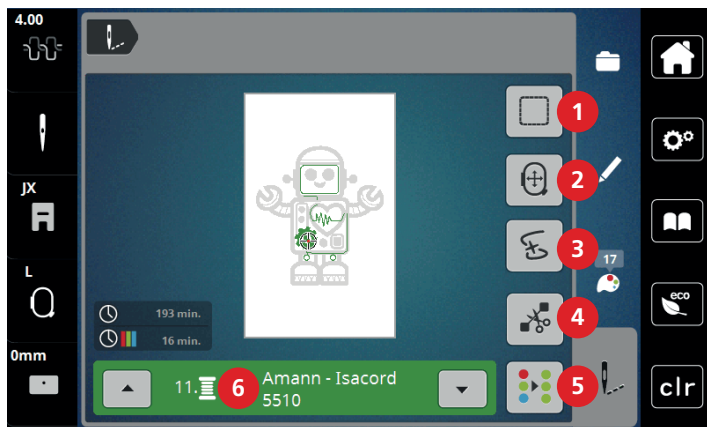 4.00
JX
L
0mm
1
2
3
17
4
193 min.
16 min.
11.
6
Amann - Isacord
5510
5
eco
clr